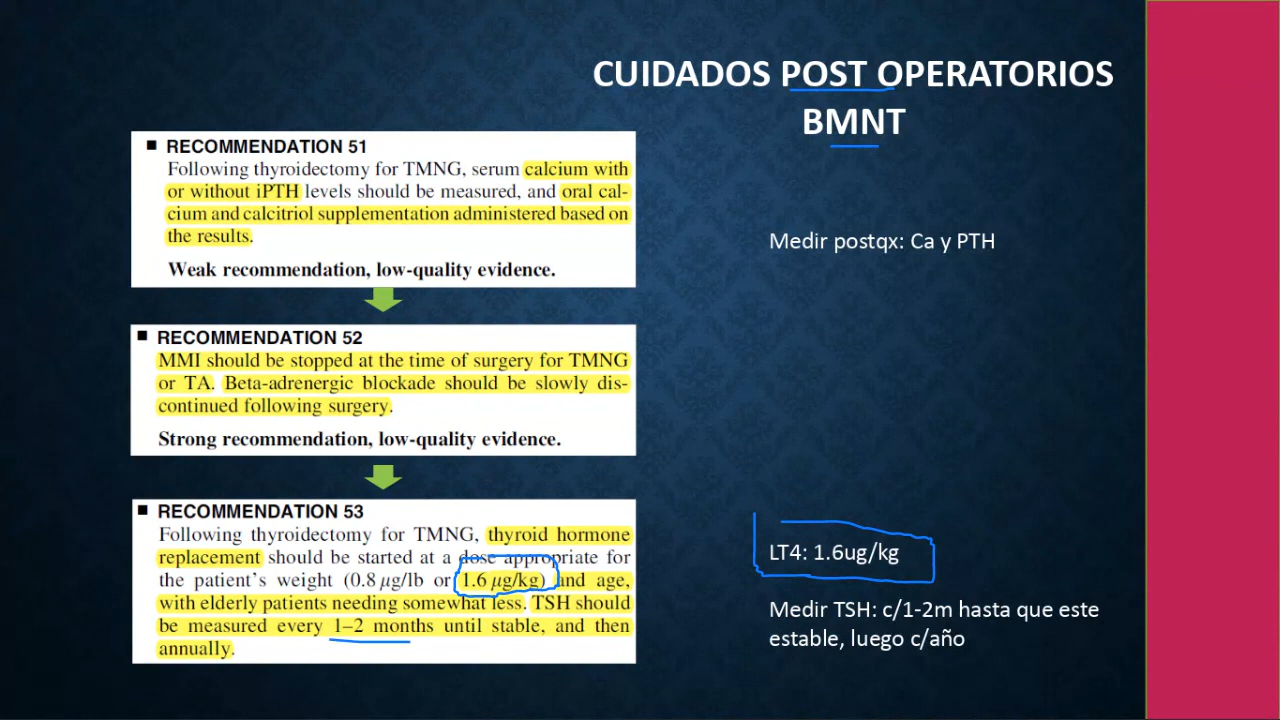 CUIDADOS POST OPERATORIOS
BMNT
■ RECOMMENDATION 51
Following thyroidectomy for TMNG, serum calcium with
or without iPTH levels should be measured, and oral cal-
cium and calcitriol supplementation administered based on
the results.
Weak recommendation, low-quality evidence.
Medir postqx: Ca y PTH
■ RECOMMENDATION 52
MMI should be stopped at the time of surgery for TMNG
or TA. Beta-adrenergic blockade should be slowly dis-
continued following surgery.
Strong recommendation, low-quality evidence.
■ RECOMMENDATION 53
Following thyroidectomy for TMNG, thyroid hormone
replacement should be started at a dose appropriate for
the patient's weight (0.8 μg/lb or 1.6 μg/kg) and age,
with elderly patients needing somewhat less. TSH should
be measured every 1–2 months until stable, and then
annually.
LT4: 1.6ug/kg
Medir TSH: c/1-2m hasta que este
estable, luego c/año